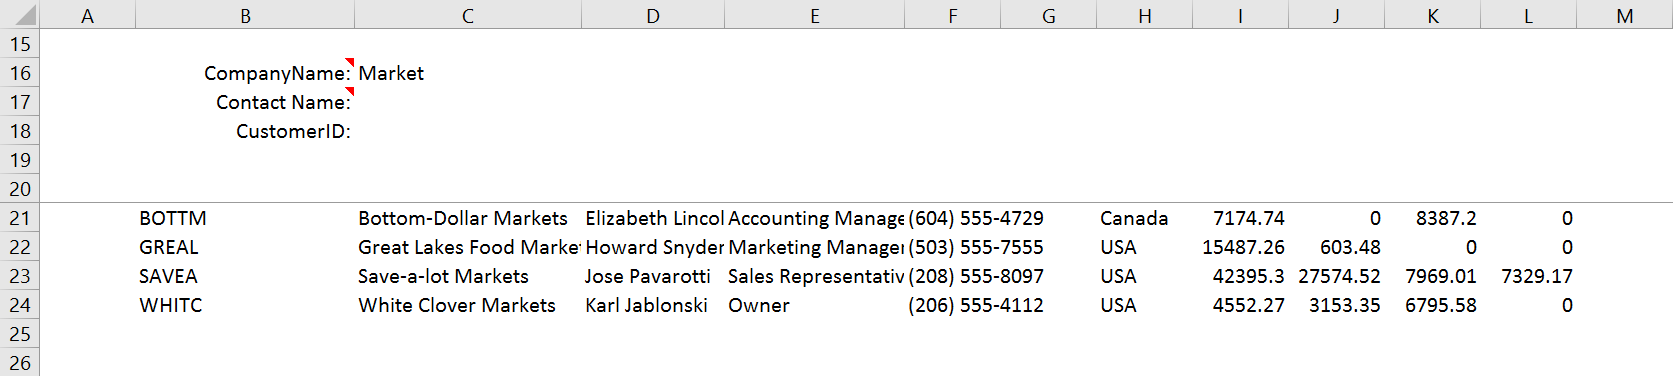 A B C D E F G H I J K L M
15
16 CompanyName: Market
17 Contact Name:
18 CustomerID:
19
20
21 BOTTM Bottom-Dollar Markets Elizabeth Lincol Accounting Manage (604) 555-4729 Canada 7174.74 0 8387.2 0
22 GREAL Great Lakes Food Market Howard Snyder Marketing Manager (503) 555-7555 USA 15487.26 603.48 0 0
23 SAVEA Save-a-lot Markets Jose Pavarotti Sales Representativ (208) 555-8097 USA 42395.3 27574.52 7969.01 7329.17
24 WHITC White Clover Markets Karl Jablonski Owner (206) 555-4112 USA 4552.27 3153.35 6795.58 0
25
26